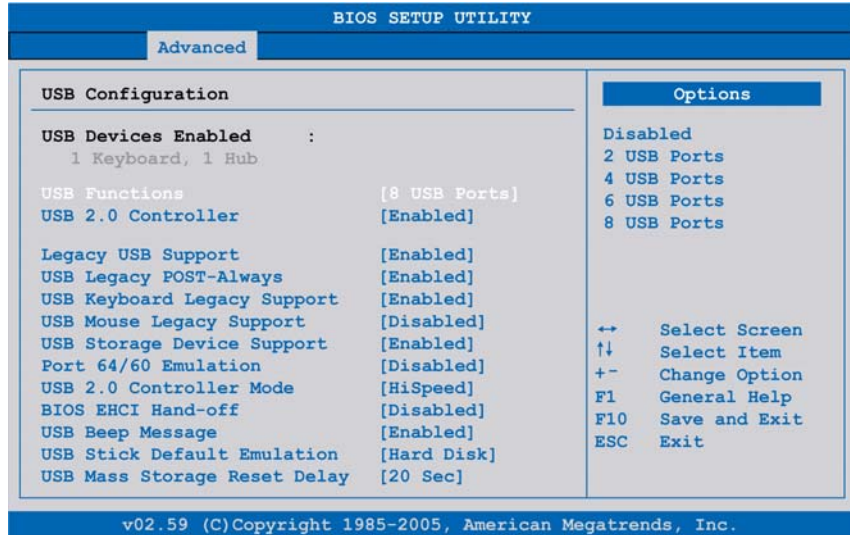 BIOS SETUP UTILITY
Advanced
USB Configuration
USB Devices Enabled :
1 Keyboard, 1 Hub
USB Functions [8 USB Ports]
USB 2.0 Controller [Enabled]
Legacy USB Support [Enabled]
USB Legacy POST-Always [Enabled]
USB Keyboard Legacy Support [Enabled]
USB Mouse Legacy Support [Disabled]
USB Storage Device Support [Enabled]
Port 64/60 Emulation [Disabled]
USB 2.0 Controller Mode [HiSpeed]
BIOS EHCI Hand-off [Disabled]
USB Beep Message [Enabled]
USB Stick Default Emulation [Hard Disk]
USB Mass Storage Reset Delay [20 Sec]
Options
Disabled
2 USB Ports
4 USB Ports
6 USB Ports
8 USB Ports
↔ Select Screen
↑↓ Select Item
+- Change Option
F1 General Help
F10 Save and Exit
ESC Exit
v02.59 (C)Copyright 1985-2005, American Megatrends, Inc.